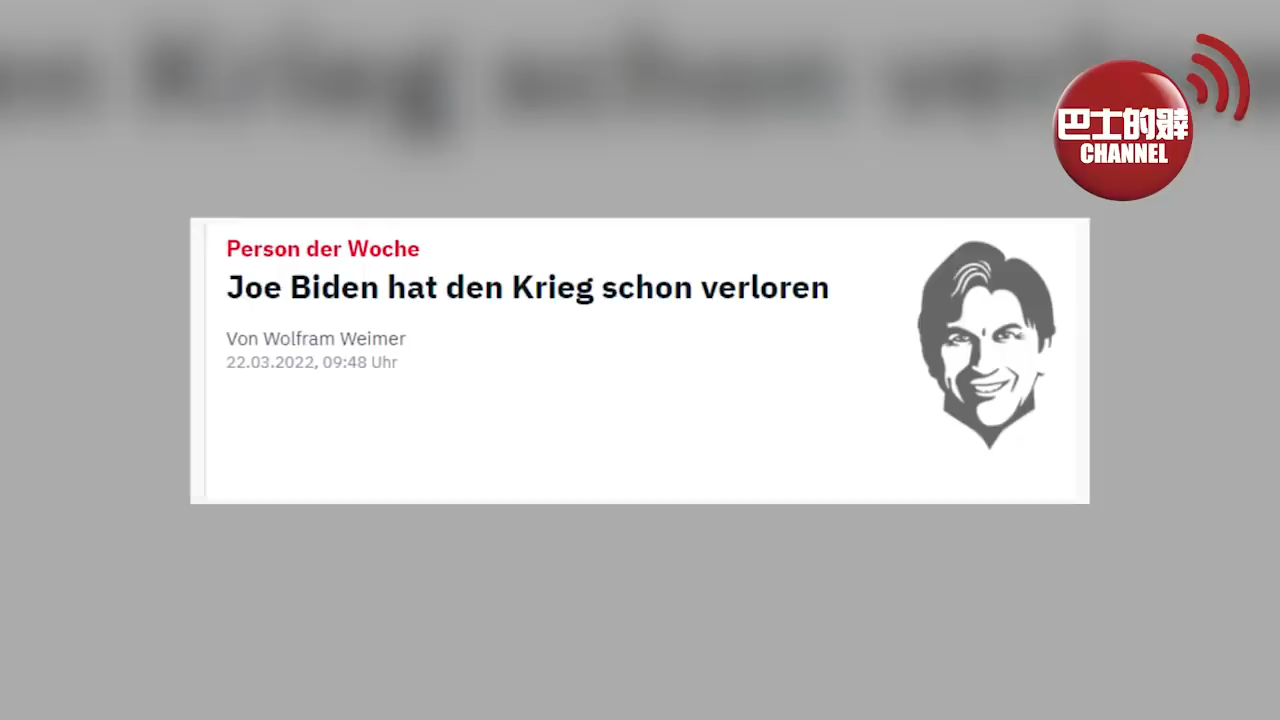 巴士的報
CHANNEL
Person der Woche
Joe Biden hat den Krieg schon verloren
Von Wolfram Weimer
22.03.2022, 09:48 Uhr